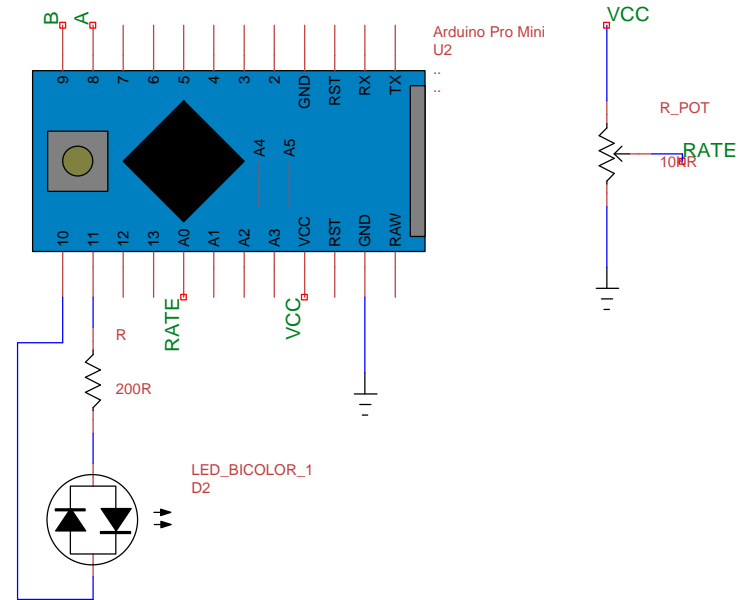 B
A
VCC
Arduino Pro Mini
U2
..
..
9
8
7
6
5
4
3
2
GND
RST
RX
TX
R_POT
A4
A5
RATE
10
11
12
13
A0
A1
A2
A3
VCC
RST
GND
RAW
RATE
VCC
R
200R
LED_BICOLOR_1
D2